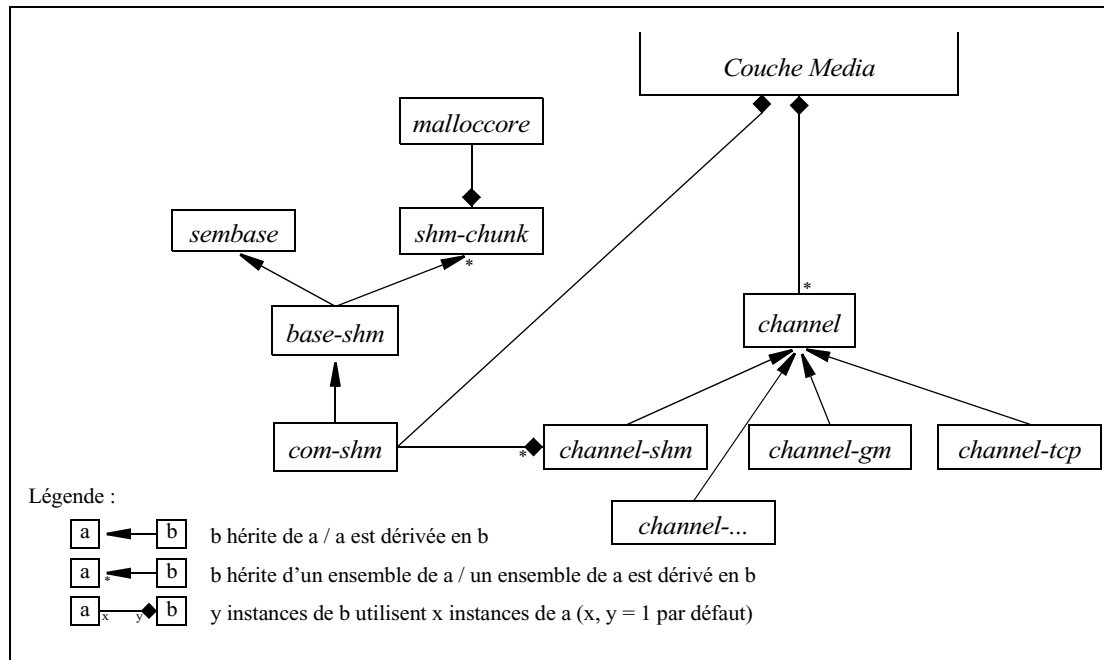 Couche Media
malloccore
sembase
shm-chunk
*
*
base-shm
channel
com-shm
*
channel-shm
channel-gm
channel-tcp
channel-...
Légende :
a b b hérite de a / a est dérivée en b
a * b b hérite d'un ensemble de a / un ensemble de a est dérivé en b
a x y b y instances de b utilisent x instances de a (x, y = 1 par défaut)